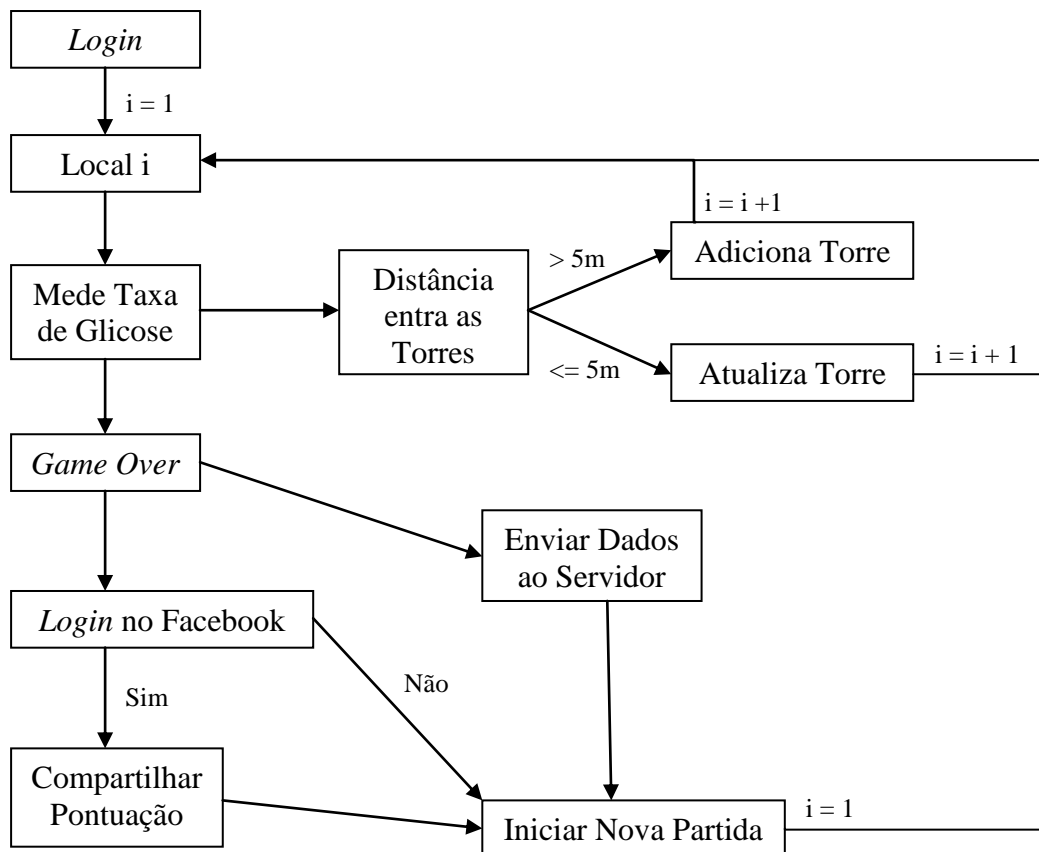 Login
i = 1
Local i
i = i +1
Adiciona Torre
> 5m
Distância
entra as
Torres
Mede Taxa
de Glicose
<= 5m
Atualiza Torre
i = i + 1
Game Over
Enviar Dados
ao Servidor
Login no Facebook
Sim
Não
Compartilhar
Pontuação
Iniciar Nova Partida
i = 1